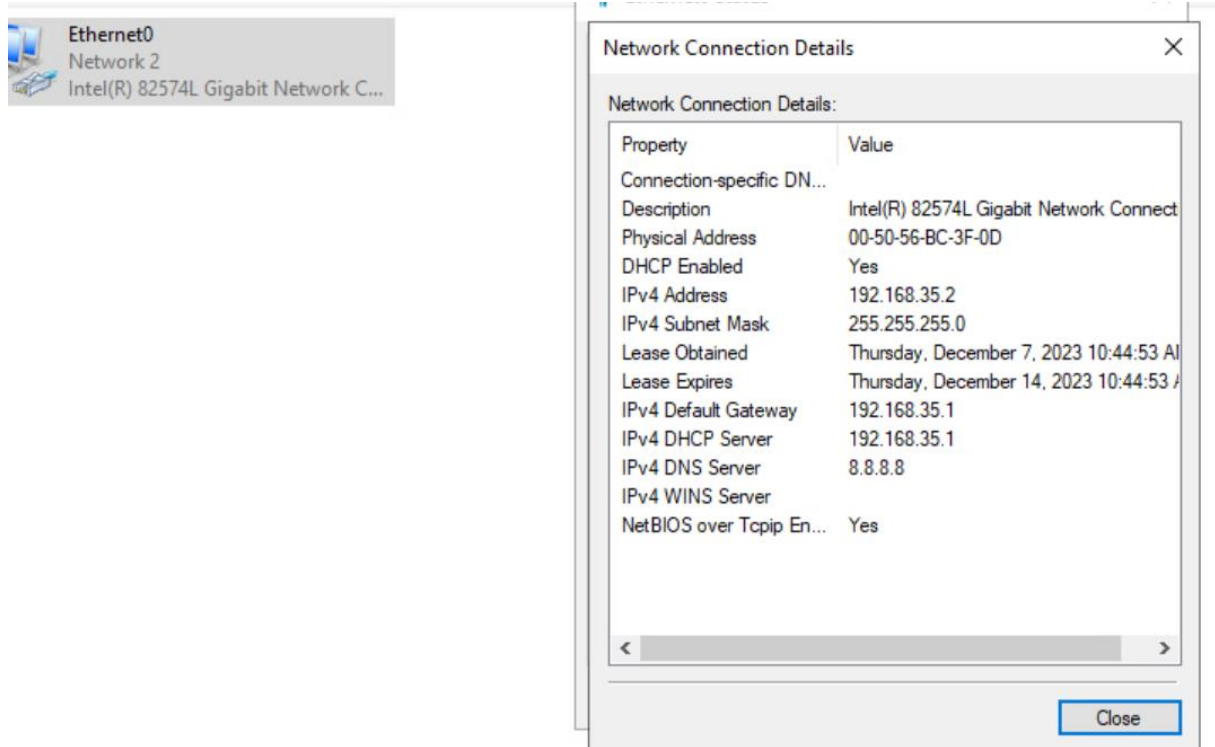 Ethernet0
Network 2
Intel(R) 82574L Gigabit Network C...
Network Connection Details
Network Connection Details:
Property Value
Connection-specific DN...
Description Intel(R) 82574L Gigabit Network Connect
Physical Address 00-50-56-BC-3F-0D
DHCP Enabled Yes
IPv4 Address 192.168.35.2
IPv4 Subnet Mask 255.255.255.0
Lease Obtained Thursday, December 7, 2023 10:44:53 A
Lease Expires Thursday, December 14, 2023 10:44:53
IPv4 Default Gateway 192.168.35.1
IPv4 DHCP Server 192.168.35.1
IPv4 DNS Server 8.8.8.8
IPv4 WINS Server
NetBIOS over Tcpip En... Yes
Close